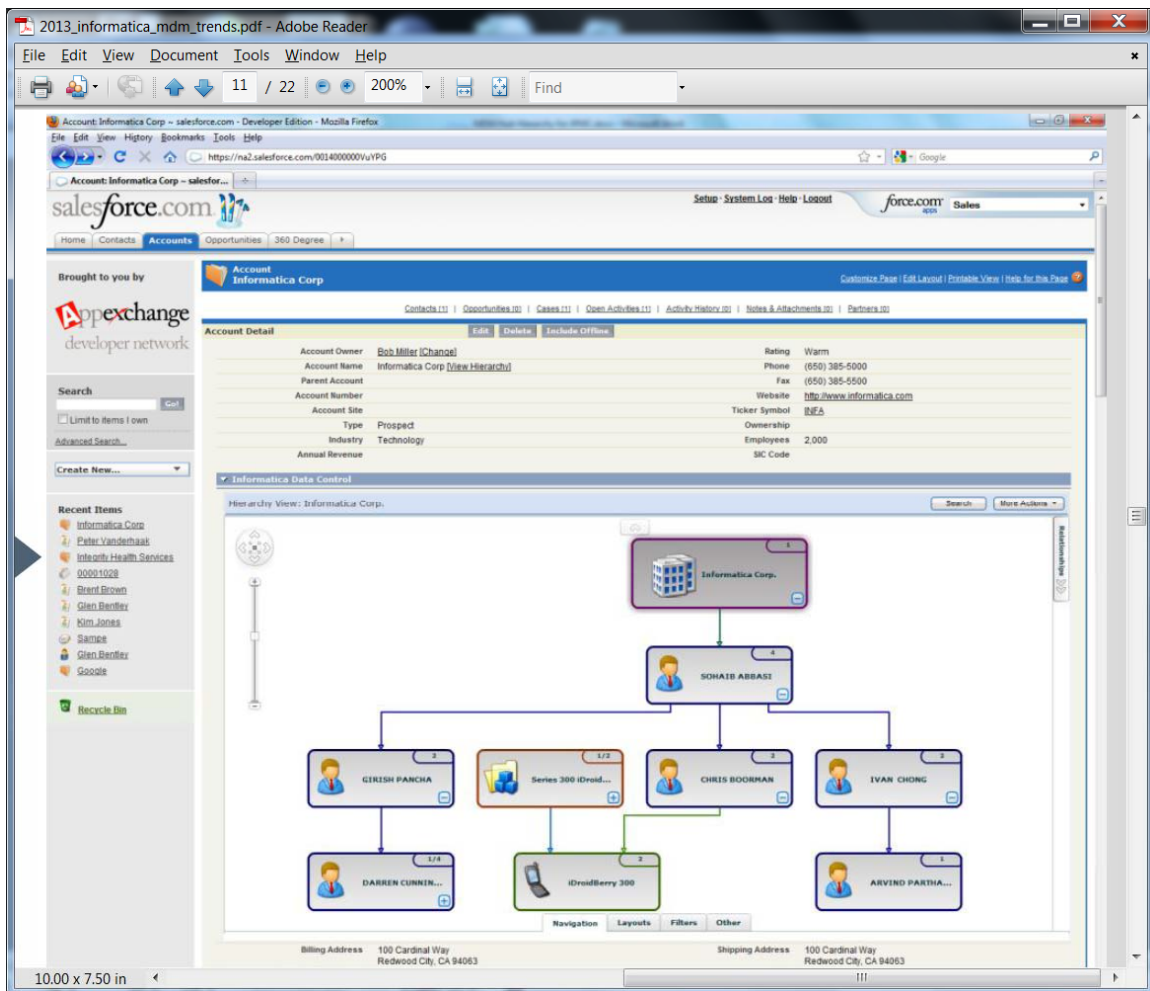 2013_informatica_mdm_trends.pdf - Adobe Reader
File Edit View Document Tools Window Help
11 / 22 200% Find
Account: Informatica Corp ~ salesforce.com - Developer Edition - Mozilla Firefox
File Edit View History Bookmarks Tools Help
https://na2.salesforce.com/0014000000VuYPG
Google
Account: Informatica Corp ~ salesfor...
salesforce.com
Setup · System Log · Help · Logout
force.com apps
Sales
Home Contacts Accounts Opportunities 360 Degree
Brought to you by
Appexchange
developer network
Search
Go!
Limit to items I own
Advanced Search...
Create New...
Recent Items
Informatica Corp
Peter Vanderhaak
Integrity Health Services
00001028
Brent Brown
Glen Bentley
Kim Jones
Sampe
Glen Bentley
Google
Recycle Bin
Account
Informatica Corp
Customize Page | Edit Layout | Printable View | Help for this Page
Contacts [1] | Opportunities [0] | Cases [1] | Open Activities [1] | Activity History [0] | Notes & Attachments [0] | Partners [0]
Account Detail Edit Delete Include Offline
Account Owner Bob Miller [Change] Rating Warm
Account Name Informatica Corp [View Hierarchy] Phone (650) 385-5000
Parent Account Fax (650) 385-5500
Account Number Website http://www.informatica.com
Account Site Ticker Symbol INFA
Type Prospect Ownership
Industry Technology Employees 2,000
Annual Revenue SIC Code
Informatica Data Control
Hierarchy View: Informatica Corp.
Search More Actions
Relationships
1
Informatica Corp.
4
SOHAIB ABBASI
2
GIRISH PANCHA
1/2
Series 300 iDroid...
2
CHRIS BOORMAN
IVAN CHONG
1/4
DARREN CUNNIN...
2
iDroidBerry 300
1
ARVIND PARTHA...
Navigation Layouts Filters Other
Billing Address 100 Cardinal Way Shipping Address 100 Cardinal Way
Redwood City, CA 94063 Redwood City, CA 94063
10.00 x 7.50 in